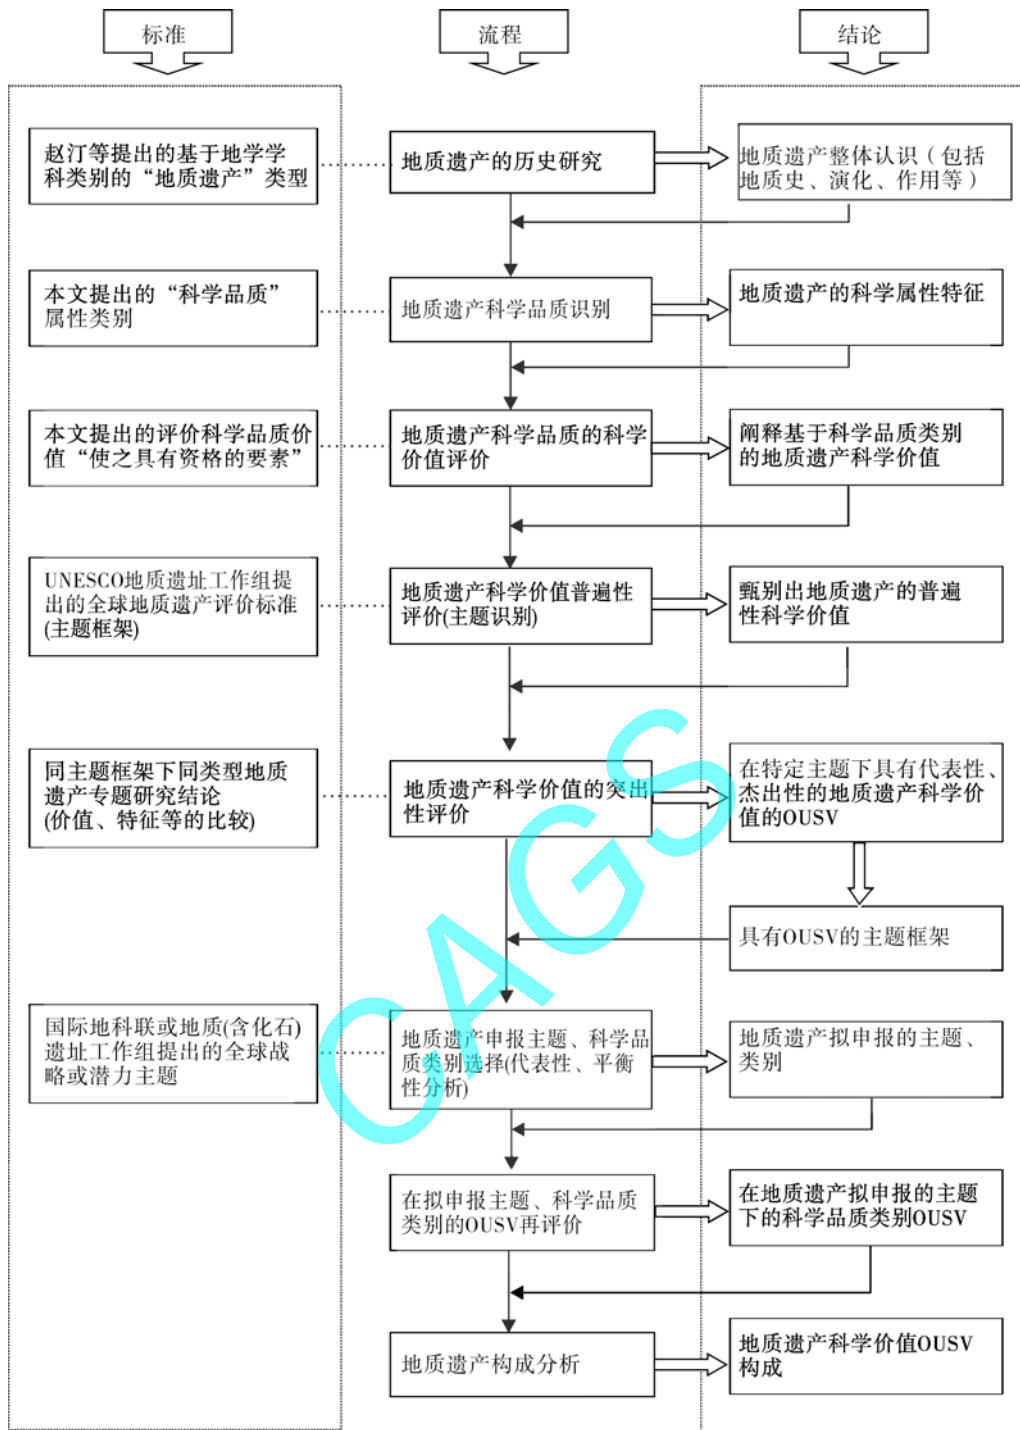 标准
流程
结论
赵汀等提出的基于地学学
科类别的“地质遗产”类型
地质遗产的历史研究
地质遗产整体认识（包括
地质史、演化、作用等）
本文提出的“科学品质”
属性类别
地质遗产科学品质识别
地质遗产的科学属性特征
本文提出的评价科学品质价
值“使之具有资格的要素”
地质遗产科学品质的科学
价值评价
阐释基于科学品质类别
的地质遗产科学价值
UNESCO地质遗址工作组提
出的全球地质遗产评价标准
(主题框架)
地质遗产科学价值普遍性
评价(主题识别)
甄别出地质遗产的普遍
性科学价值
同主题框架下同类型地质
遗产专题研究结论
(价值、特征等的比较)
地质遗产科学价值的突出
性评价
在特定主题下具有代表性、
杰出性的地质遗产科学价
值的OUSV
具有OUSV的主题框架
国际地科联或地质(含化石)
遗址工作组提出的全球战
略或潜力主题
地质遗产申报主题、科学品
质类别选择(代表性、平衡
性分析)
地质遗产拟申报的主题、
类别
在拟申报主题、科学品质
类别的OUSV再评价
在地质遗产拟申报的主题
下的科学品质类别OUSV
地质遗产构成分析
地质遗产科学价值OUSV
构成
CAGS